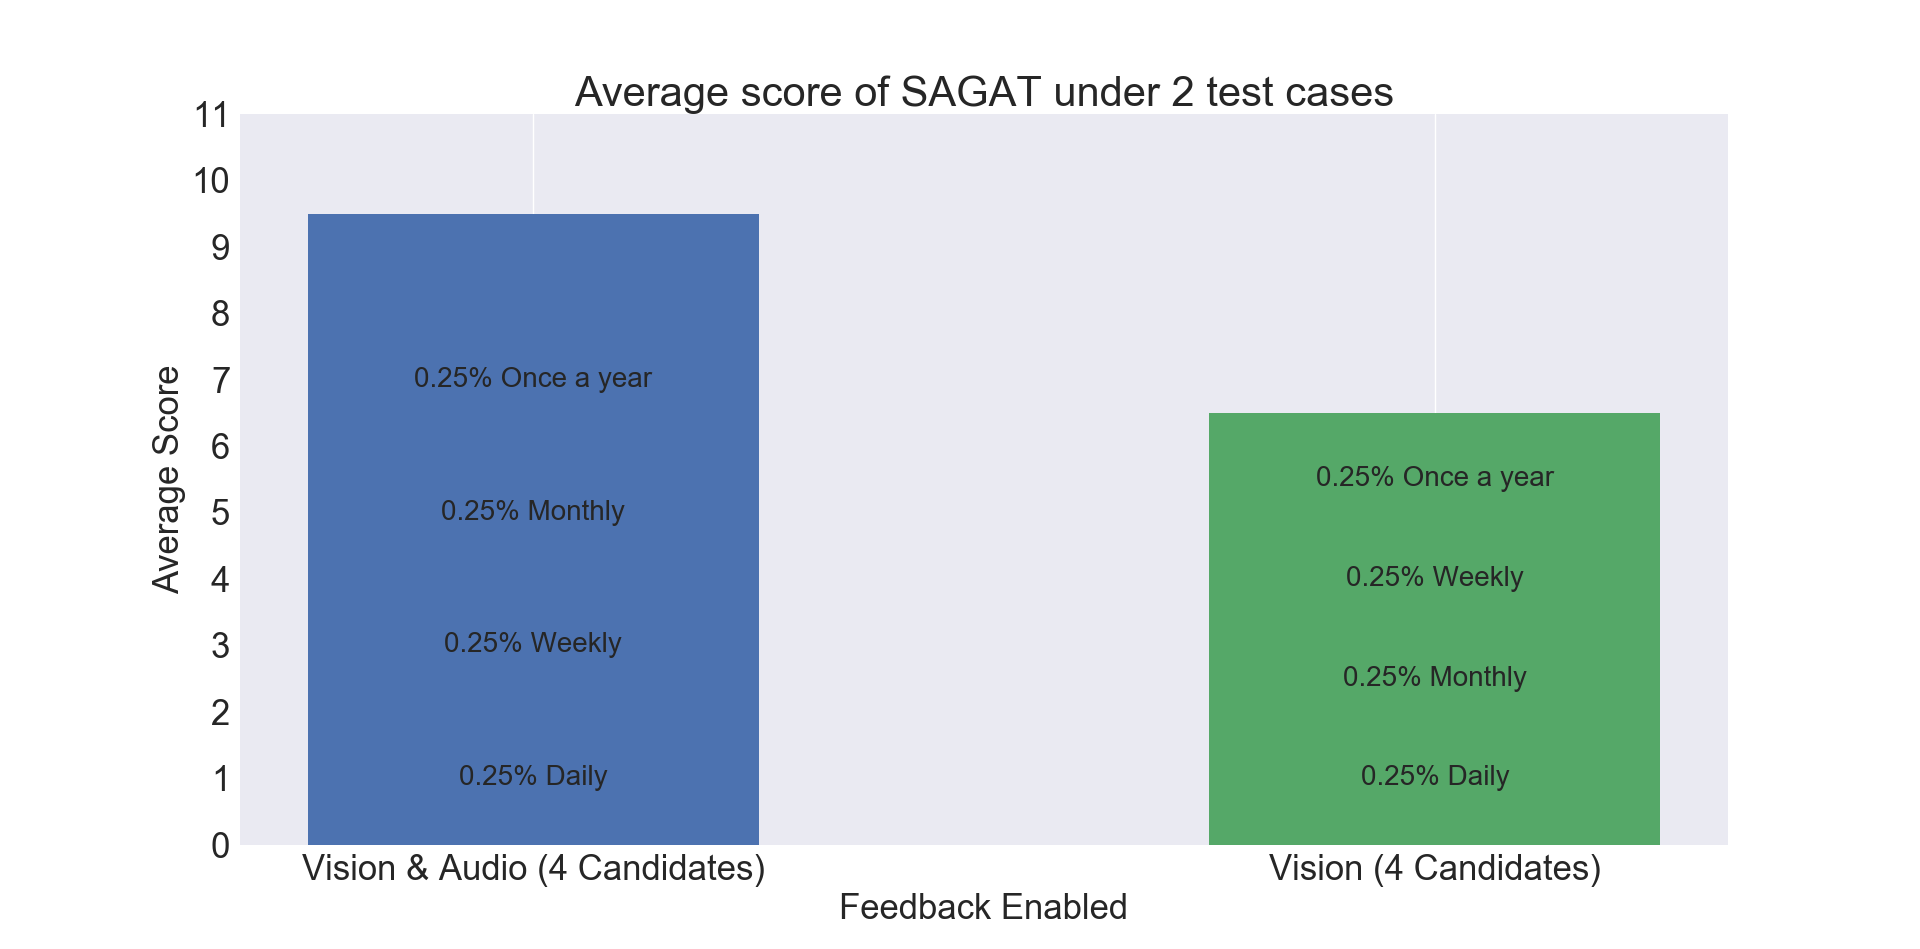 Average score of SAGAT under 2 test cases
Average Score
11
10
9
8
7
6
5
4
3
2
1
0
0.25% Once a year
0.25% Monthly
0.25% Weekly
0.25% Daily
0.25% Once a year
0.25% Weekly
0.25% Monthly
0.25% Daily
Vision & Audio (4 Candidates)
Vision (4 Candidates)
Feedback Enabled